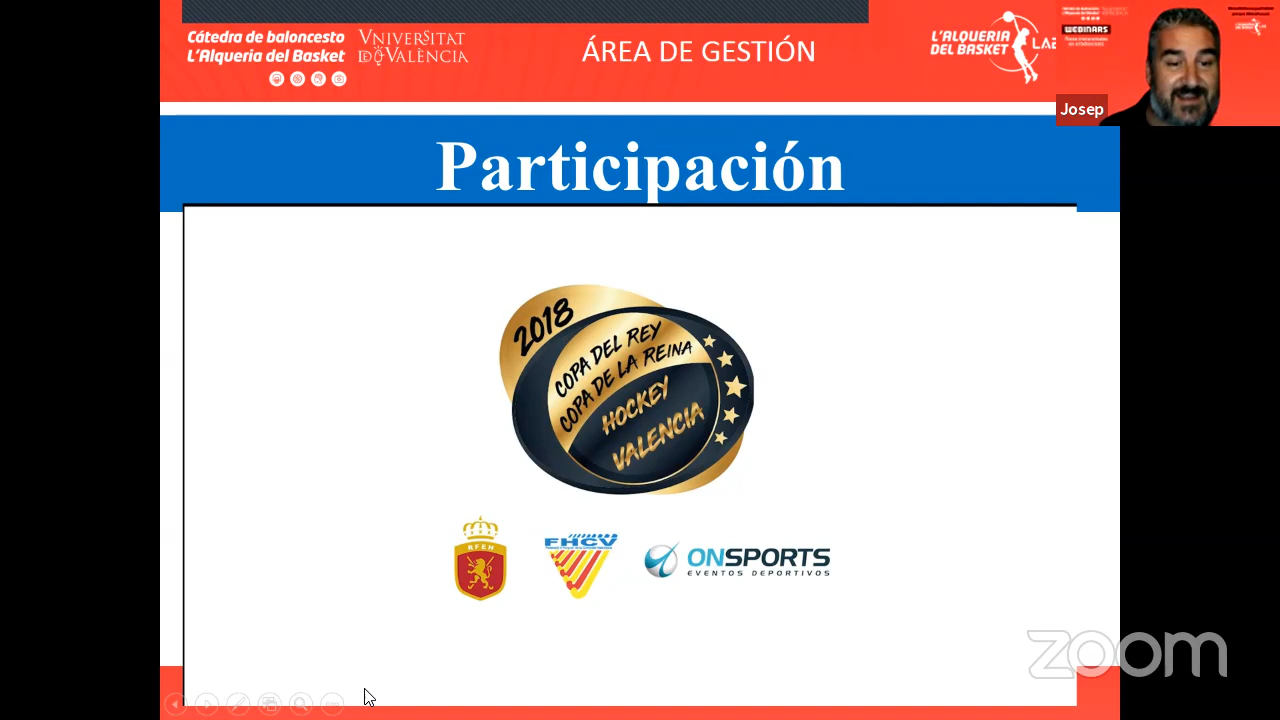 Cátedra de baloncesto
L'Alqueria del Basket
VNIVERSITAT
DE VALÈNCIA
ÁREA DE GESTIÓN
L'ALQUERIA
DEL BASKET
LAB
WEBINARS
Josep
Participación
2018
COPA DEL REY
COPA DE LA REINA
HOCKEY
VALENCIA
RFEH
FHCV
ONSPORTS
EVENTOS DEPORTIVOS
zoom